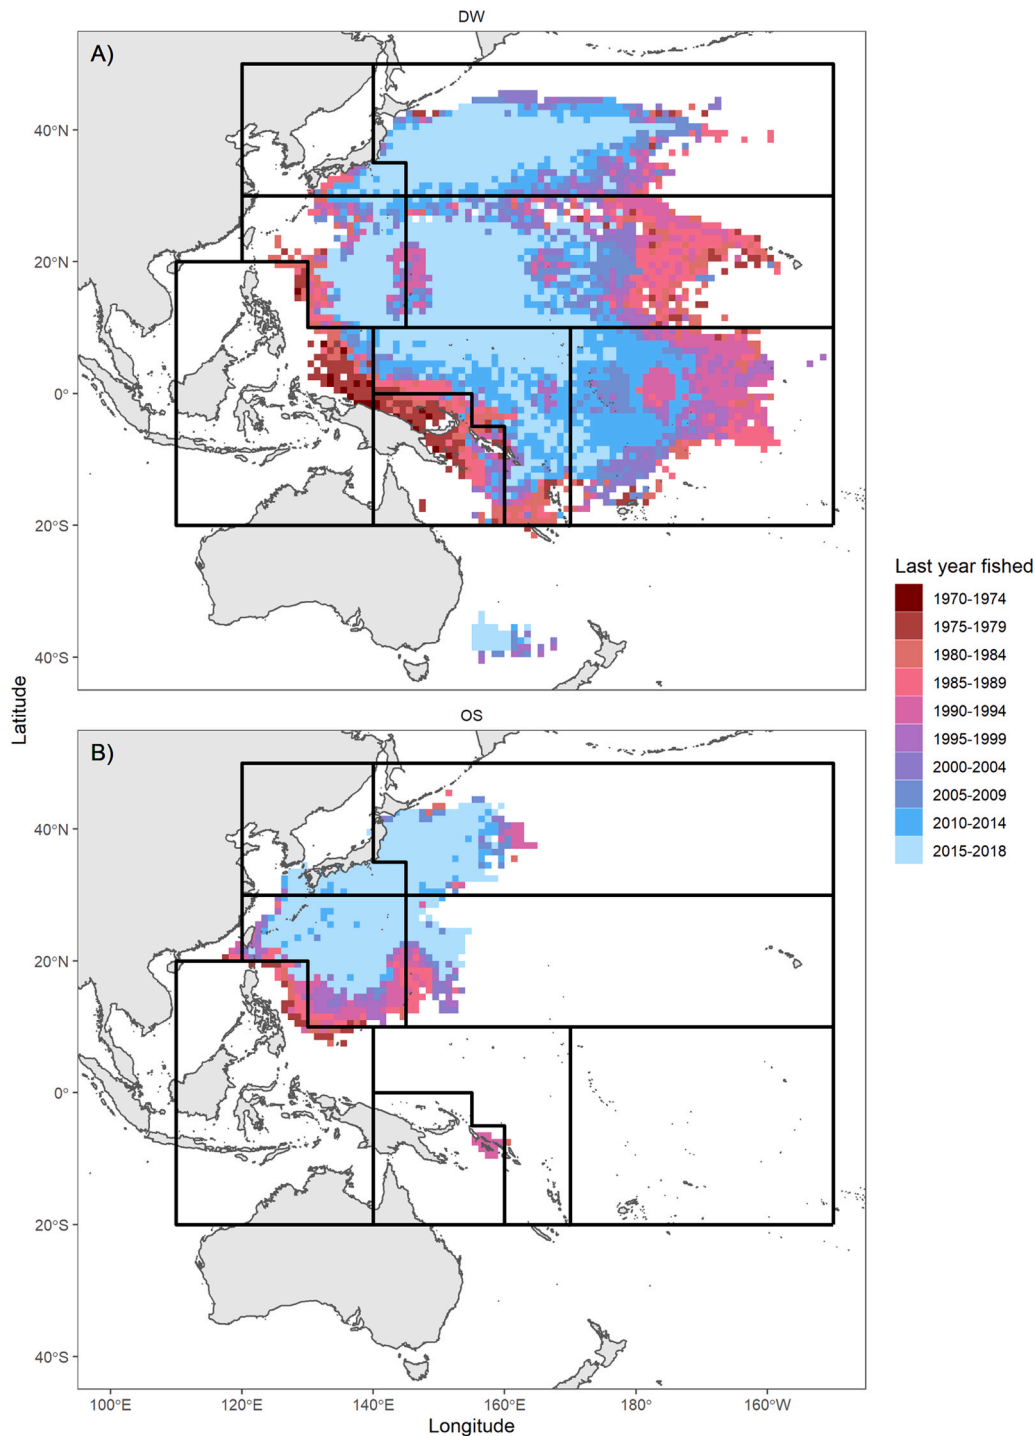 DW
A)
40°N
20°N
0°
20°S
40°S
Latitude
OS
B)
40°N
20°N
0°
20°S
40°S
100°E
120°E
140°E
160°E
180°
160°W
Longitude
Last year fished
1970-1974
1975-1979
1980-1984
1985-1989
1990-1994
1995-1999
2000-2004
2005-2009
2010-2014
2015-2018